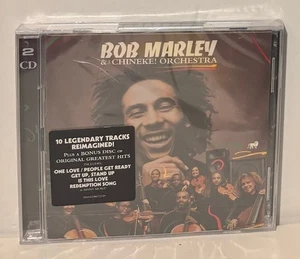 2
CD
BOB MARLEY
& CHINEKE! ORCHESTRA
10 LEGENDARY TRACKS
REIMAGINED!
PLUS A BONUS DISC OF
ORIGINAL GREATEST HITS
INCLUDES
ONE LOVE / PEOPLE GET READY
GET UP, STAND UP
IS THIS LOVE
REDEMPTION SONG